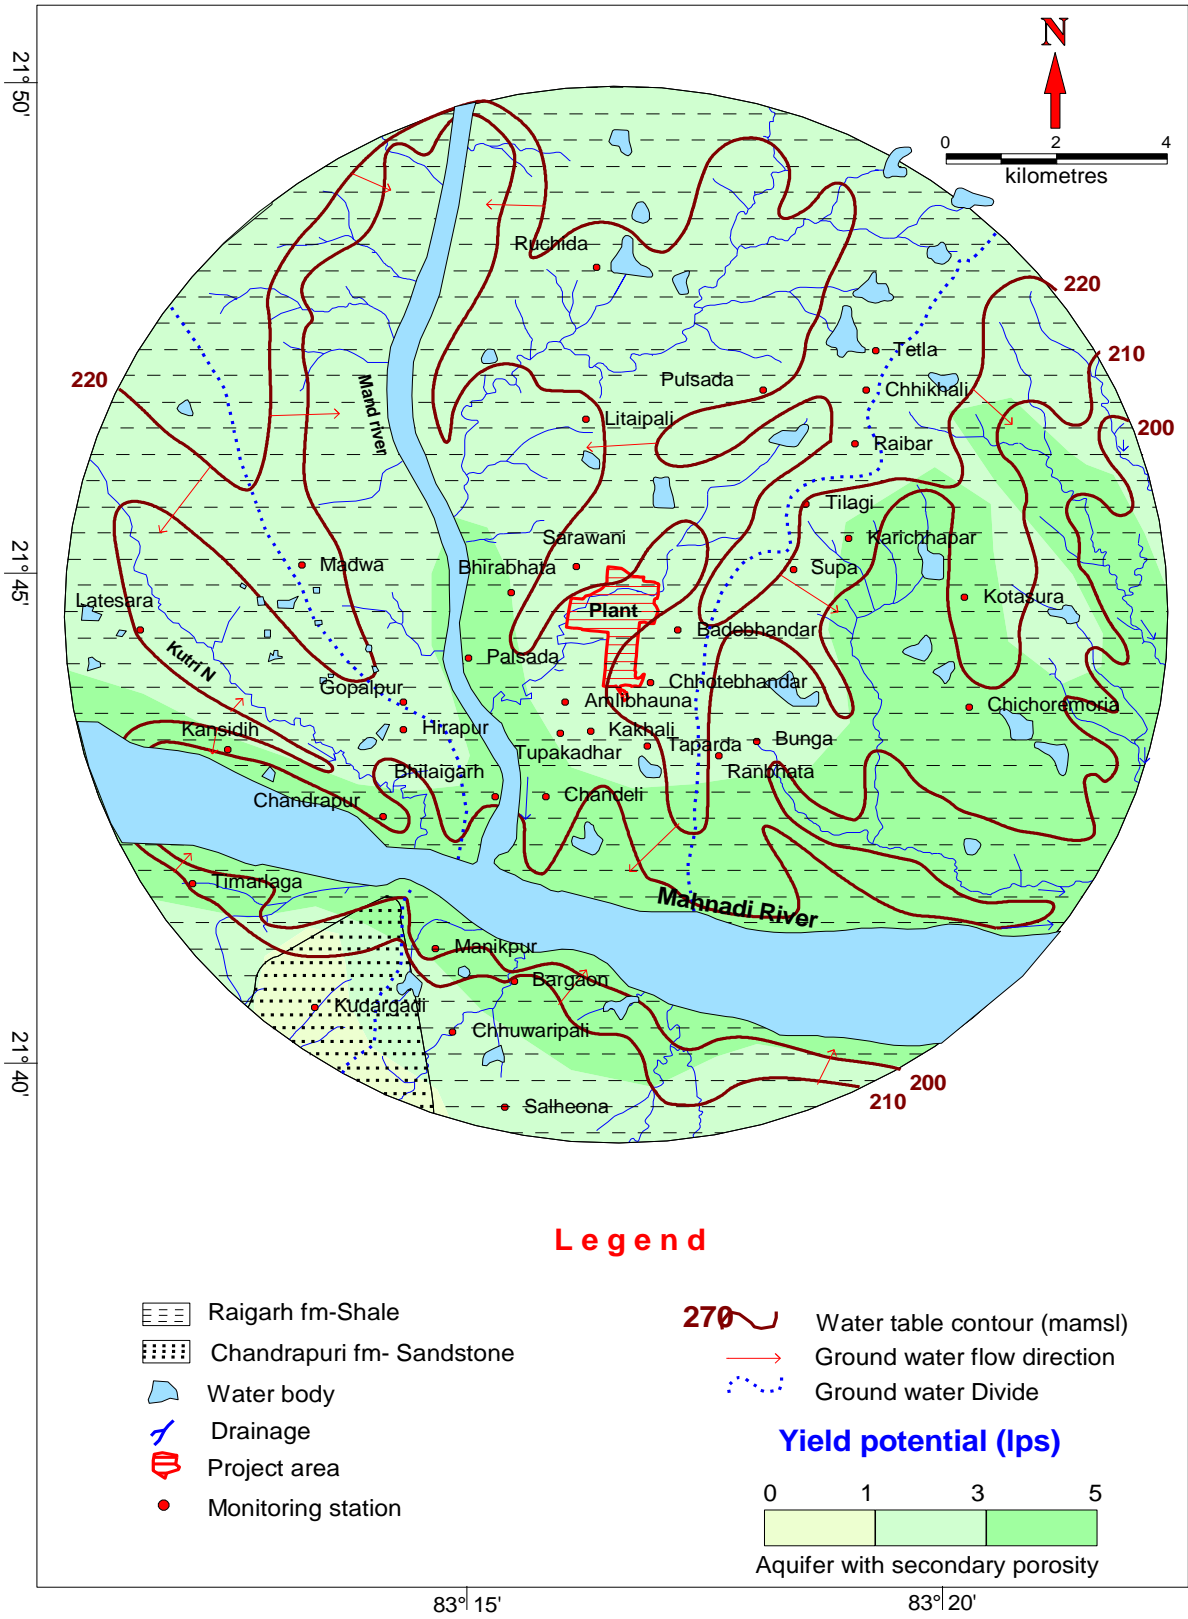 N
21° 50'
0 2 4
kilometres
Ruchida
220
Tetla
210
220
Pulsada
Chhikhali
Mand river
Litaipali
200
Raibar
Tilagi
Sarawani
Karichhapar
Bhirabhata
Supa
Madwa
21° 45'
Latesara
Plant
Kotasura
Badebhandar
Kutri N
Palsada
Gopalpur
Chhotebhandar
Amlibhauna
Chichoremoria
Kansidih
Hirapur
Kakhali
Tupakadhar
Taparda
Bunga
Bhilaigarh
Ranbhata
Chandrapur
Chandeli
Timarlaga
Mahnadi River
Manikpur
Bargaon
Kudargadi
Chhuwaripali
21° 40'
200
210
Salheona
Legend
Raigarh fm-Shale
Chandrapuri fm- Sandstone
Water body
Drainage
Project area
Monitoring station
270
Water table contour (mamsl)
Ground water flow direction
Ground water Divide
Yield potential (lps)
0 1 3 5
Aquifer with secondary porosity
83° 15' 83° 20'